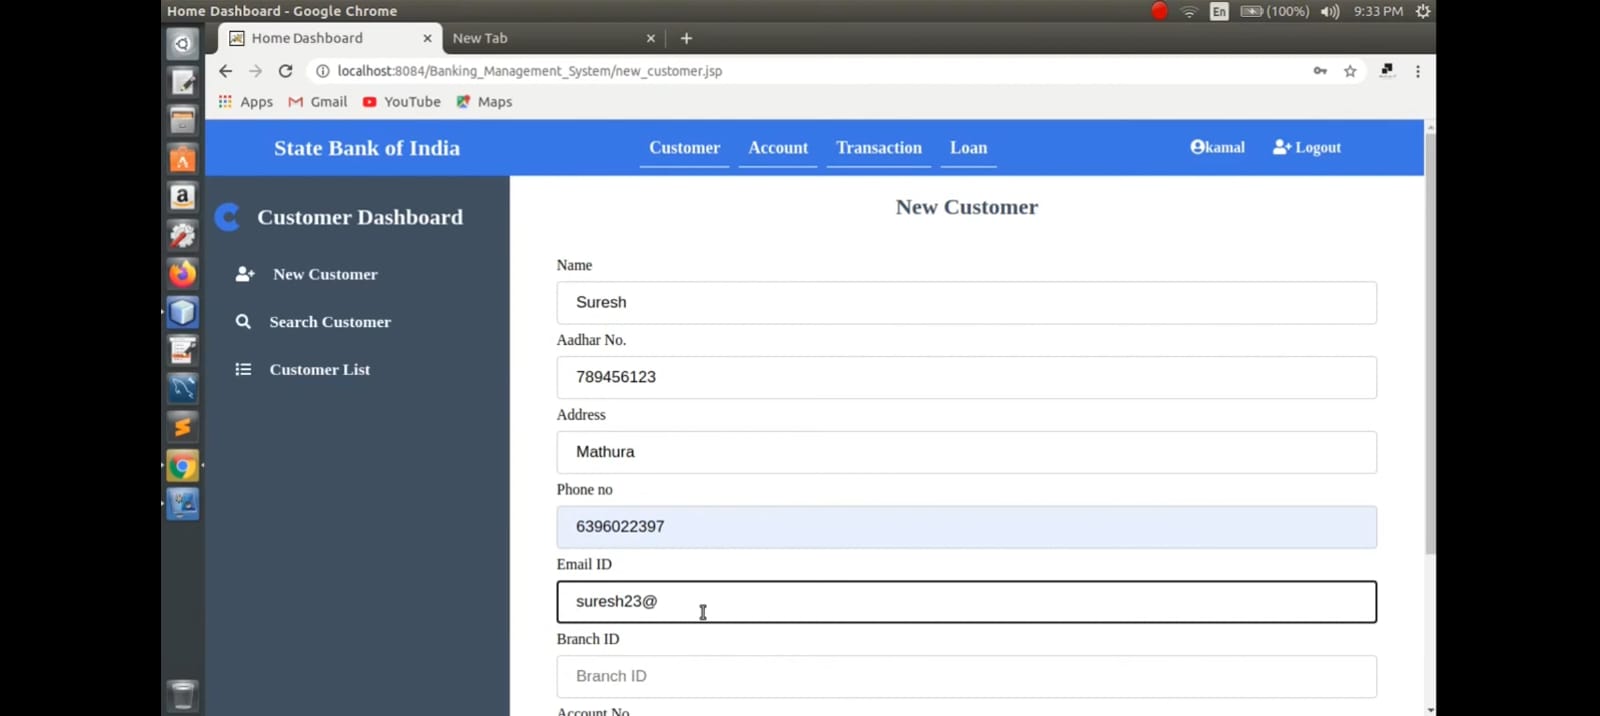 Home Dashboard - Google Chrome
En (100%) 9:33 PM
Home Dashboard × New Tab × +
localhost:8084/Banking_Management_System/new_customer.jsp
Apps Gmail YouTube Maps
State Bank of India Customer Account Transaction Loan kamal Logout
Customer Dashboard
New Customer
Search Customer
Customer List
New Customer
Name
Suresh
Aadhar No.
789456123
Address
Mathura
Phone no
6396022397
Email ID
suresh23@
Branch ID
Branch ID
Account No